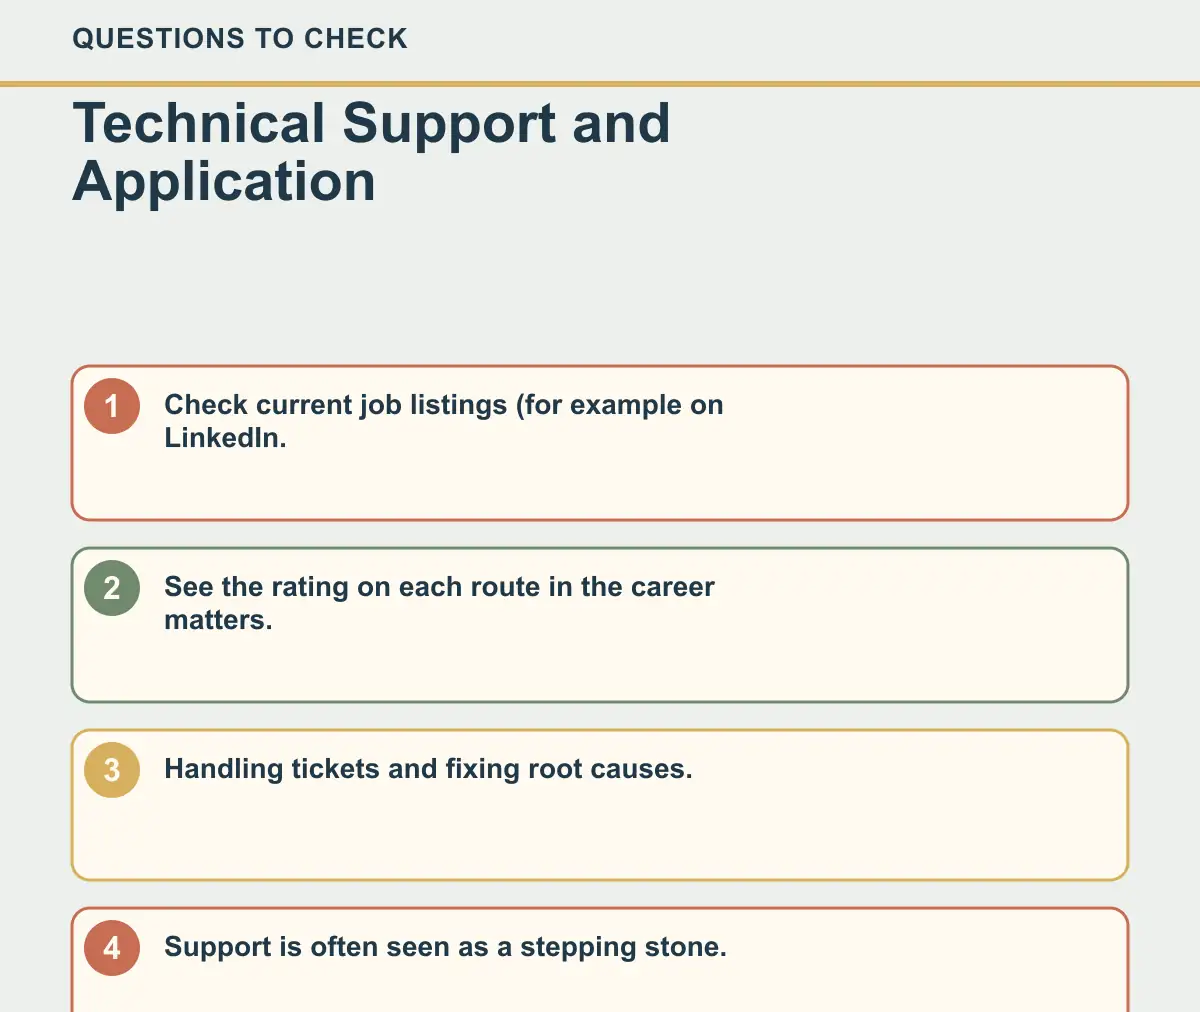 QUESTIONS TO CHECK
Technical Support and
Application
1
Check current job listings (for example on
LinkedIn.
2
See the rating on each route in the career
matters.
3
Handling tickets and fixing root causes.
4
Support is often seen as a stepping stone.